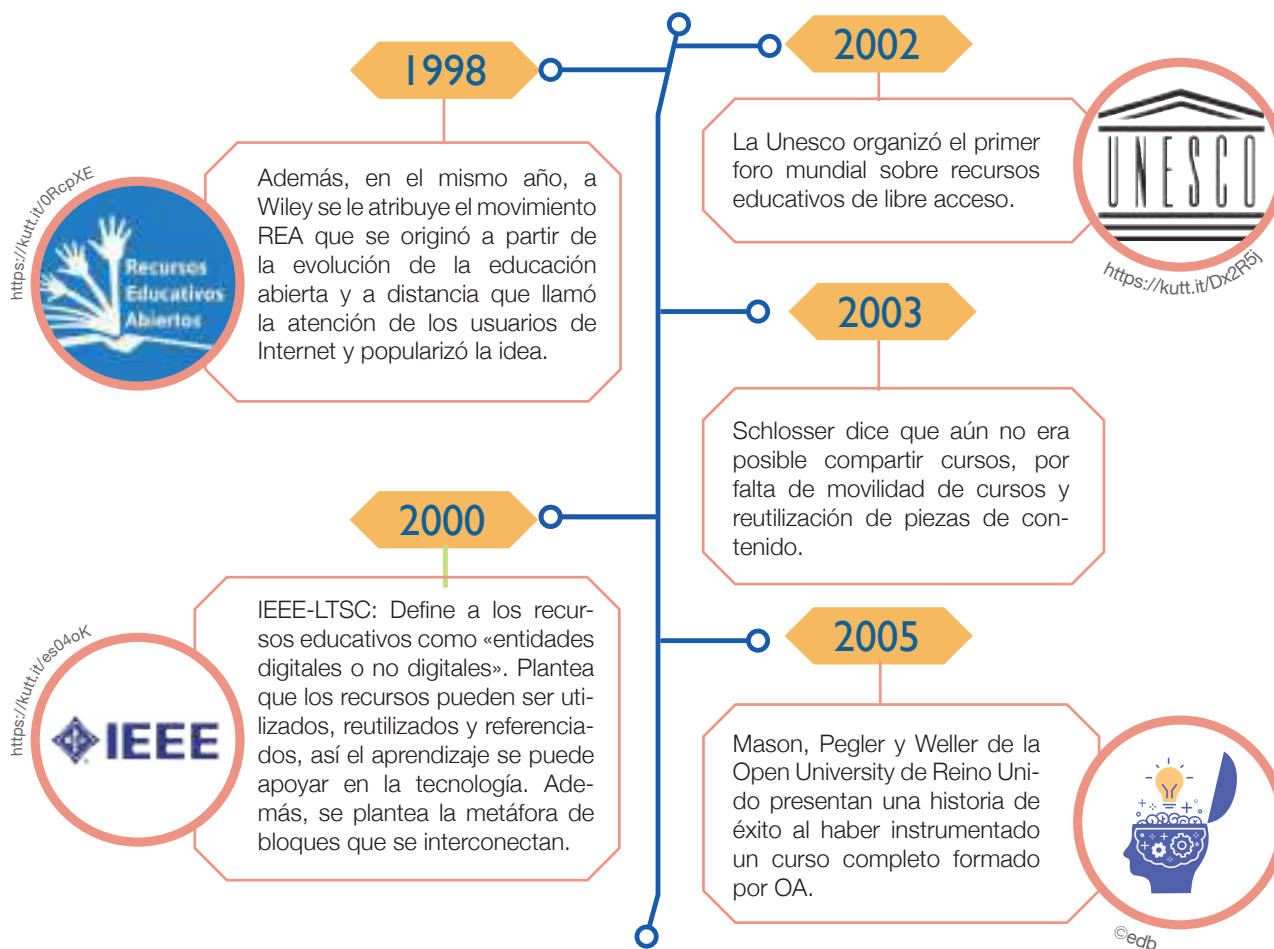 1998
https://kutt.it/0RcpXE
Recursos
Educativos
Abiertos
Además, en el mismo año, a
Wiley se le atribuye el movimiento
REA que se originó a partir de
la evolución de la educación
abierta y a distancia que llamó
la atención de los usuarios de
Internet y popularizó la idea.
2000
https://kutt.it/es04oK
IEEE
IEEE-LTSC: Define a los recur-
sos educativos como «entidades
digitales o no digitales». Plantea
que los recursos pueden ser uti-
lizados, reutilizados y referencia-
dos, así el aprendizaje se puede
apoyar en la tecnología. Ade-
más, se plantea la metáfora de
bloques que se interconectan.
2002
La Unesco organizó el primer
foro mundial sobre recursos
educativos de libre acceso.
UNESCO
https://kutt.it/Dx2R5j
2003
Schlosser dice que aún no era
posible compartir cursos, por
falta de movilidad de cursos y
reutilización de piezas de con-
tenido.
2005
Mason, Pegler y Weller de la
Open University de Reino Uni-
do presentan una historia de
éxito al haber instrumentado
un curso completo formado
por OA.
©edb